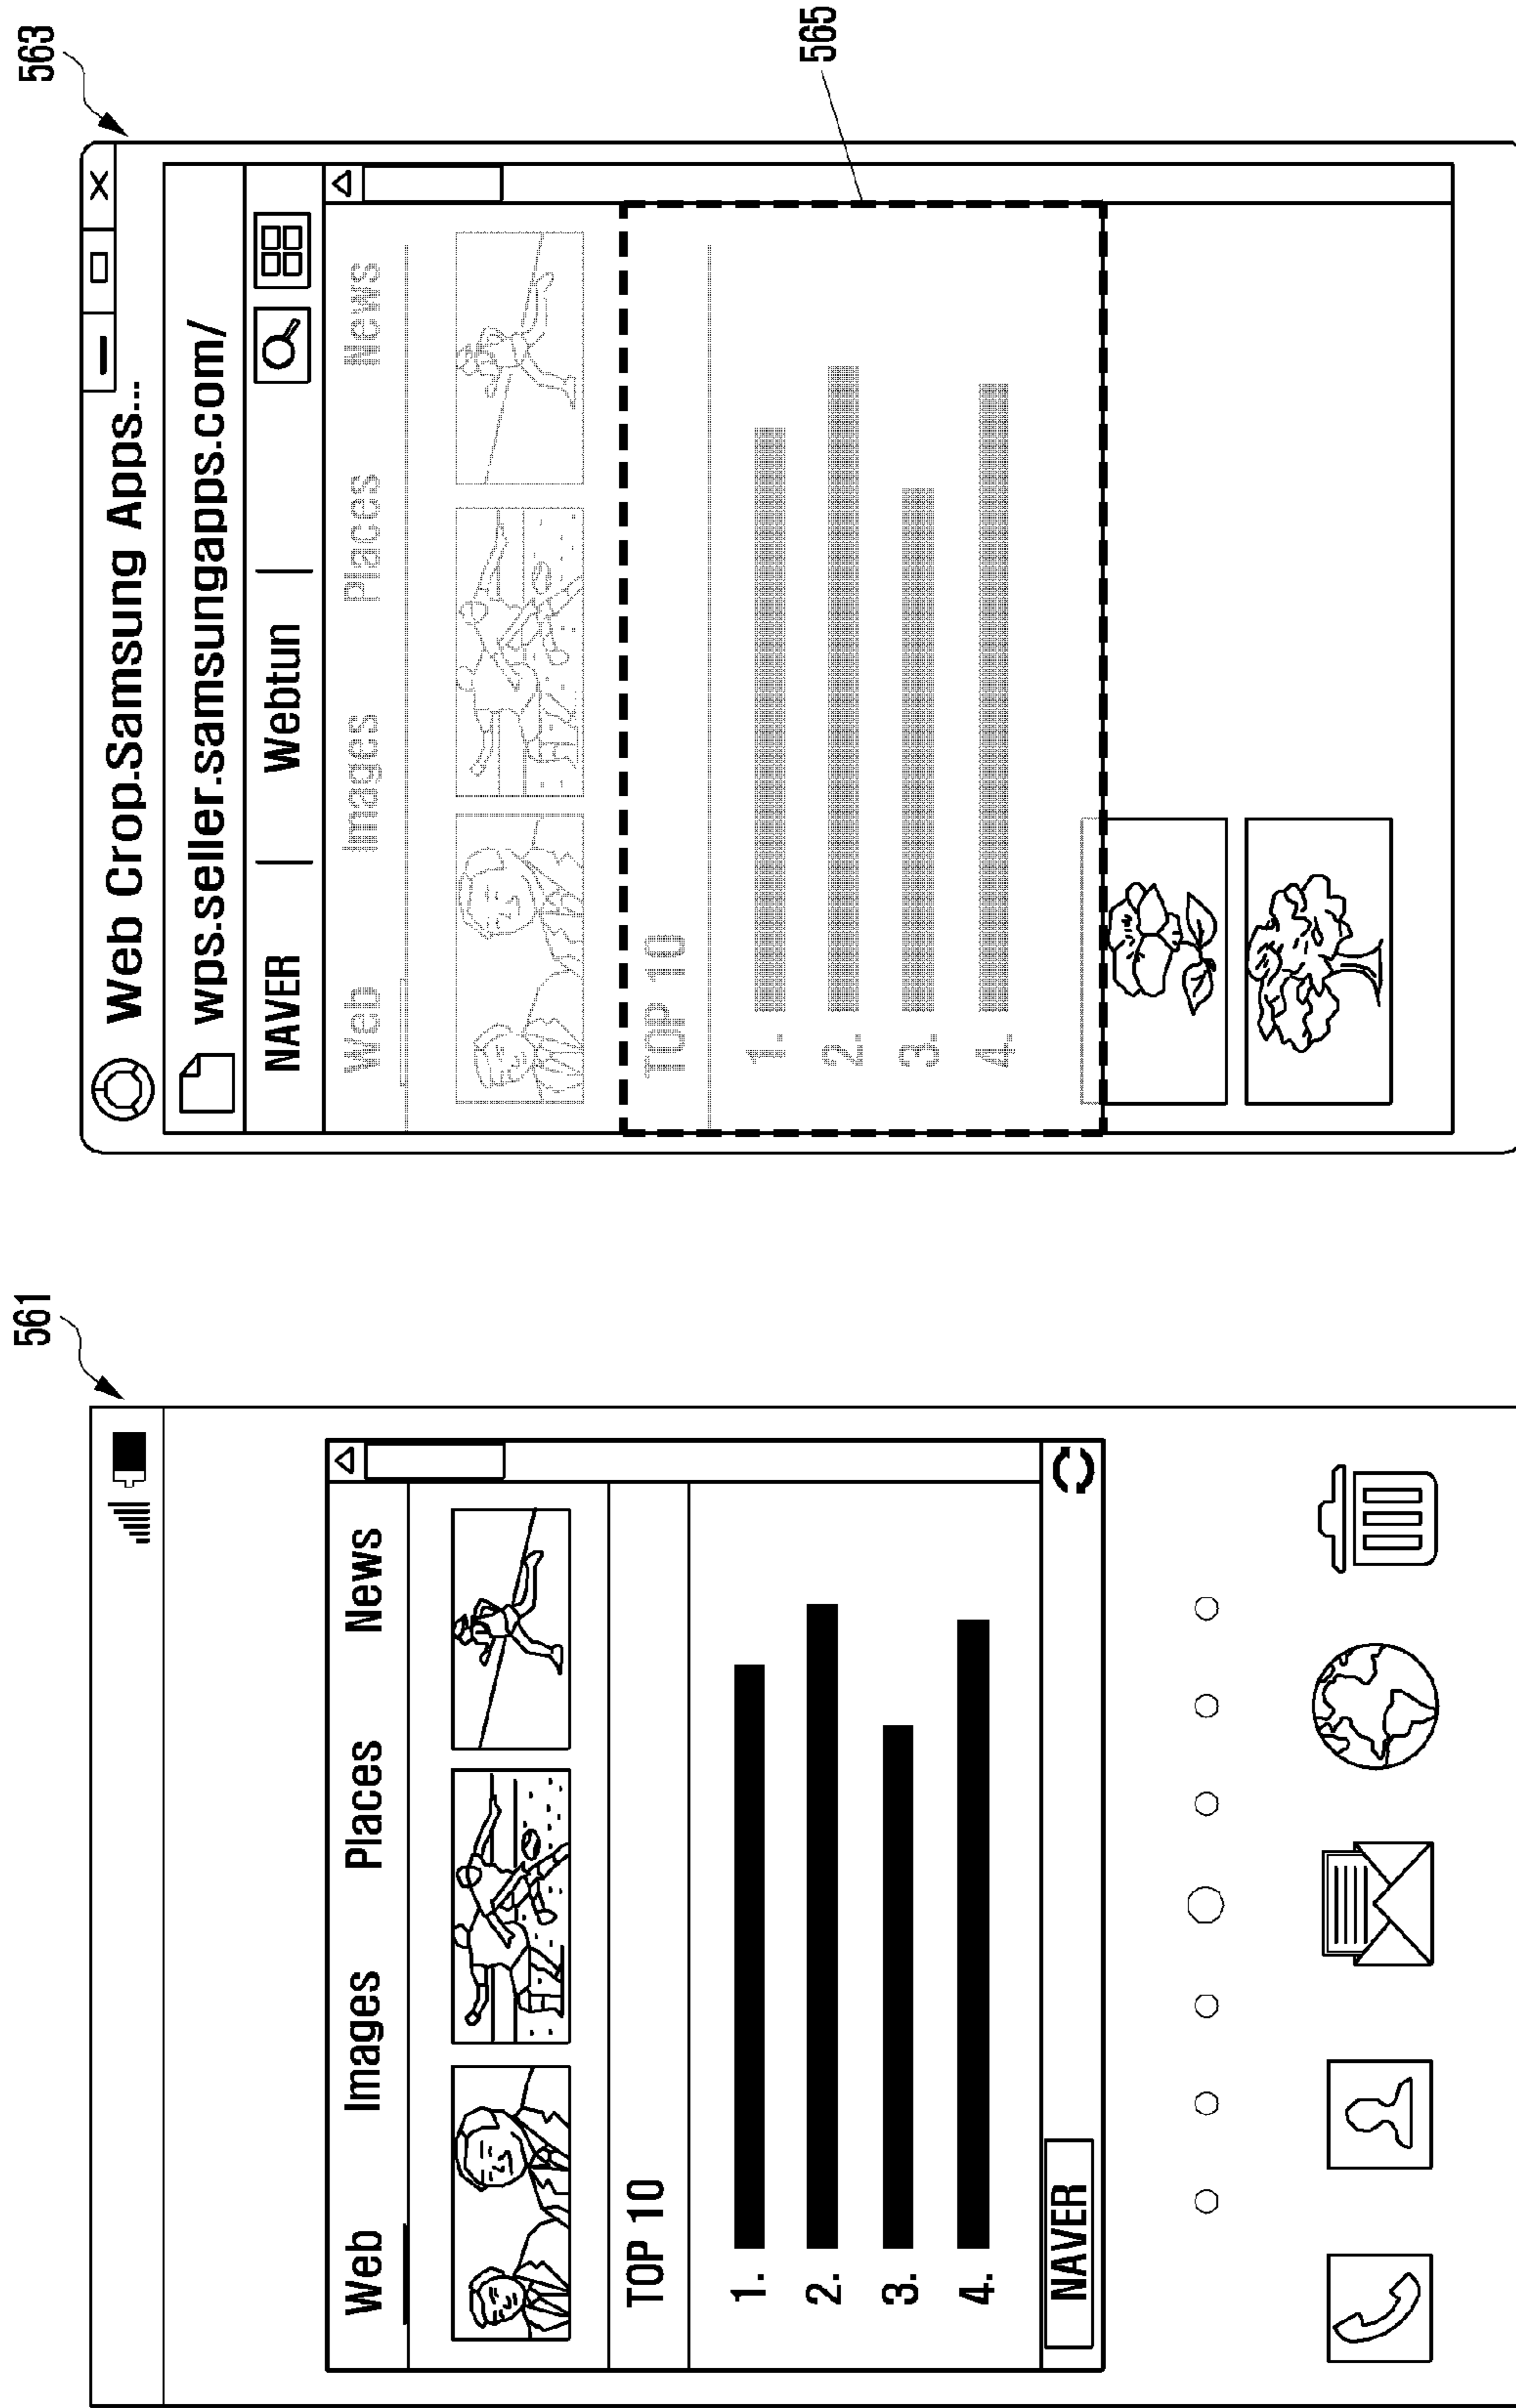 561
Web Images Places News
TOP 10
1.
2.
3.
4.
NAVER
563
Web Crop.Samsung Apps...
wps.seller.samsungapps.com/
NAVER | Webtun |
Web Images Places News
TOP 10
1.
2.
3.
4.
565